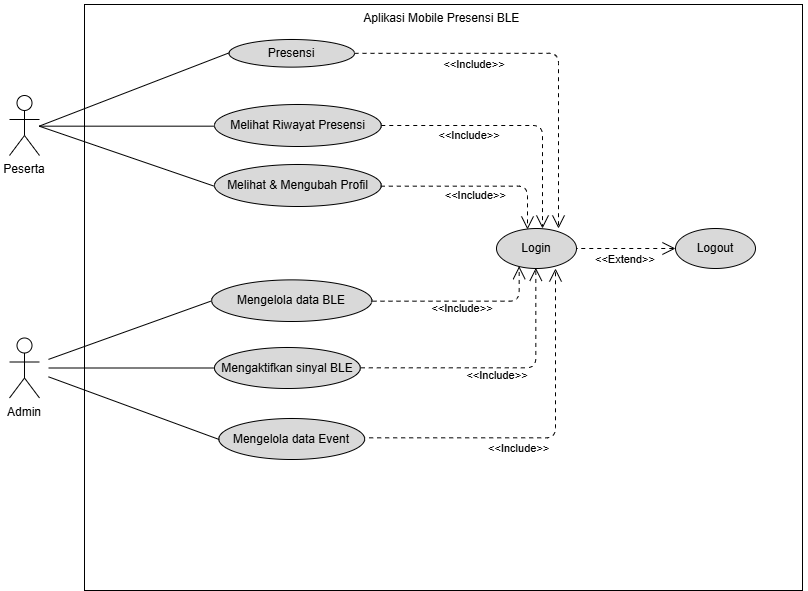 Aplikasi Mobile Presensi BLE
Presensi
<<Include>>
Melihat Riwayat Presensi
<<Include>>
Peserta
Melihat & Mengubah Profil
<<Include>>
Login
<<Extend>>
Logout
Mengelola data BLE
<<Include>>
Mengaktifkan sinyal BLE
<<Include>>
Admin
Mengelola data Event
<<Include>>